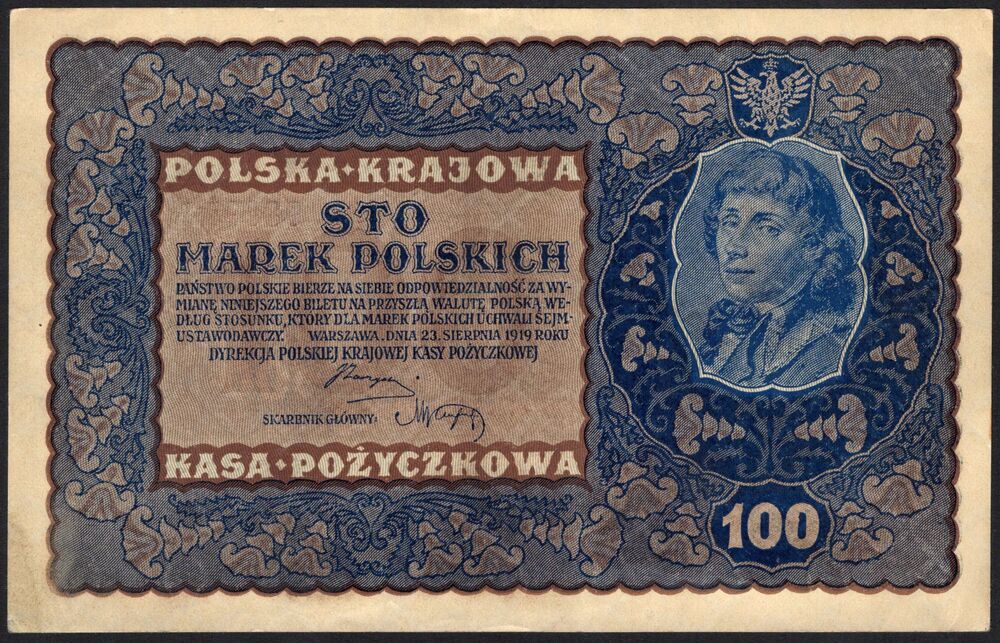 POLSKA•KRAJOWA
STO
MAREK POLSKICH
PAŃSTWO POLSKIE BIERZE NA SIEBIE ODPOWIEDZIALNOŚĆ ZA WY-
MIANĘ NINIEJSZEGO BILETU NA PRZYSZŁĄ WALUTĘ POLSKĄ WE-
DŁUG STOSUNKU, KTÓRY DLA MAREK POLSKICH UCHWALI SEJM-
USTAWODAWCZY. WARSZAWA, DNIA 23. SIERPNIA 1919 ROKU
DYREKCJA POLSKIEJ KRAJOWEJ KASY POŻYCZKOWEJ
SKARBNIK GŁÓWNY:
KASA•POŻYCZKOWA
100